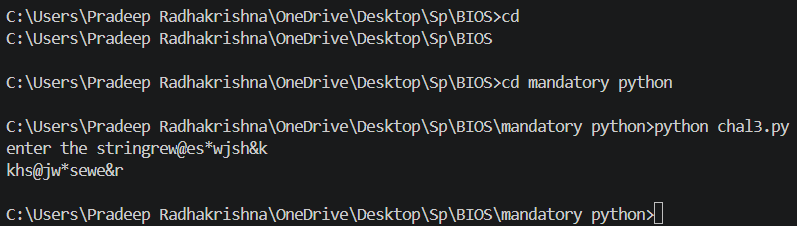 C:\Users\Pradeep Radhakrishna\OneDrive\Desktop\Sp\BIOS>cd
C:\Users\Pradeep Radhakrishna\OneDrive\Desktop\Sp\BIOS
C:\Users\Pradeep Radhakrishna\OneDrive\Desktop\Sp\BIOS>cd mandatory python
C:\Users\Pradeep Radhakrishna\OneDrive\Desktop\Sp\BIOS\mandatory python>python chal3.py
enter the stringrew@es*wjsh&k
khs@jw*sewe&r
C:\Users\Pradeep Radhakrishna\OneDrive\Desktop\Sp\BIOS\mandatory python>